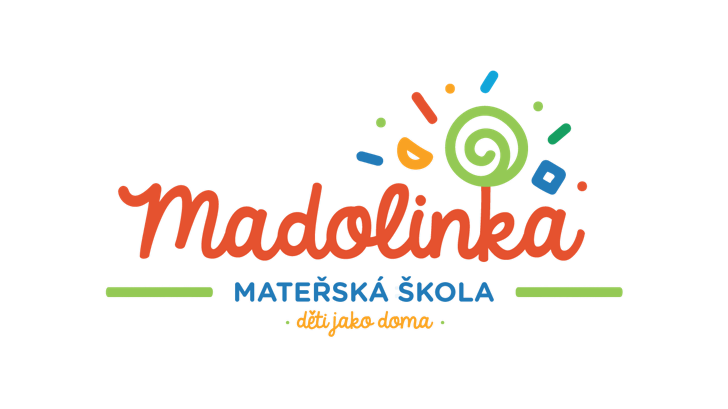 Madolinka
MATEŘSKÁ ŠKOLA
· děti jako doma ·